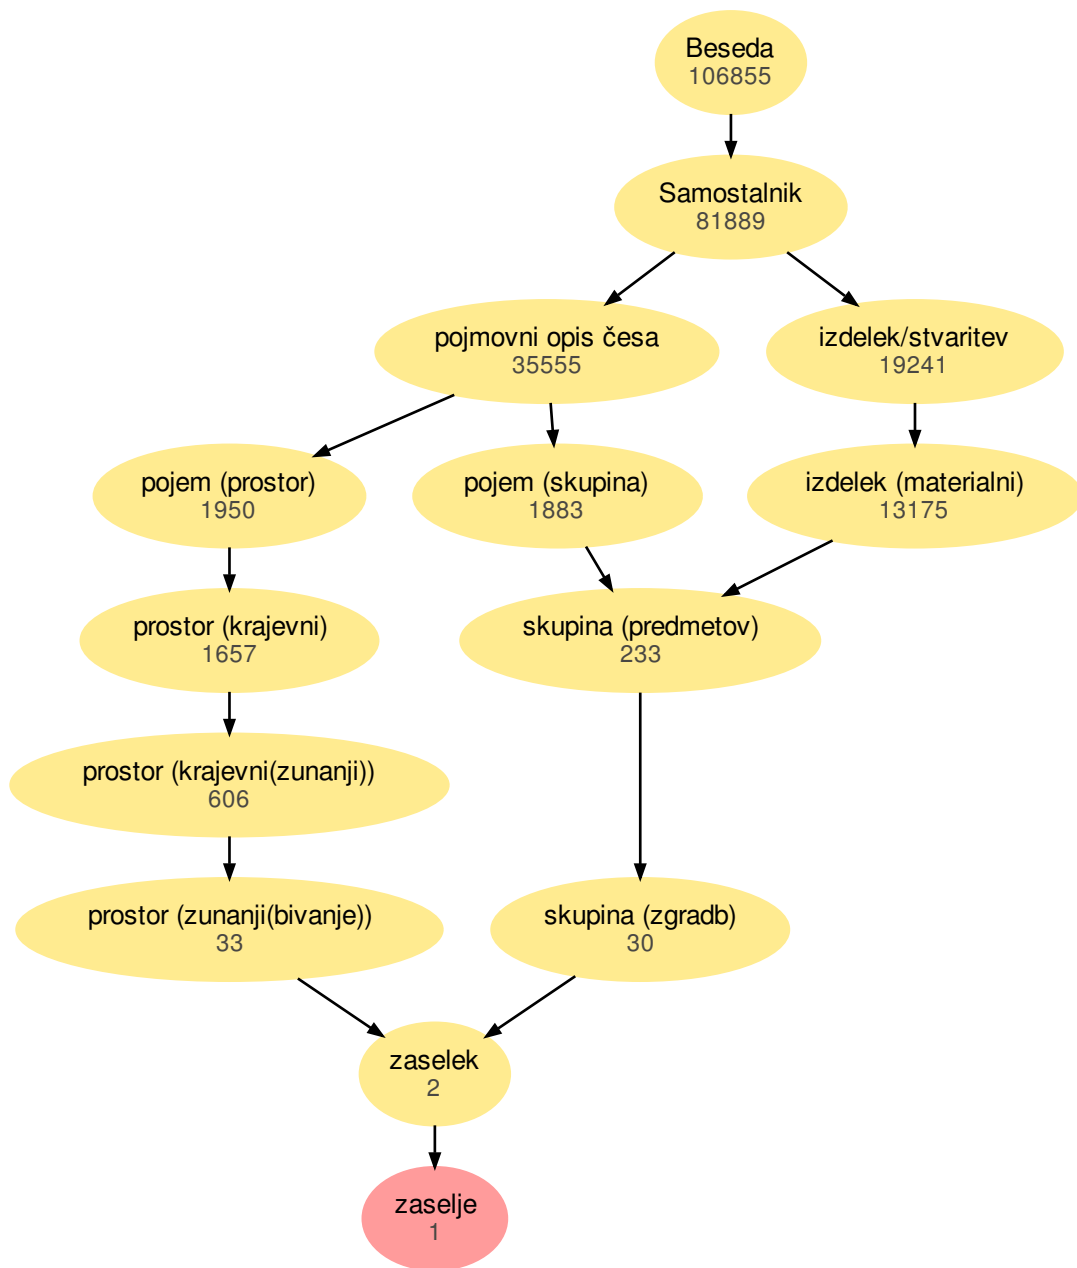 Beseda
106855
Samostalnik
81889
pojmovni opis česa
35555
izdelek/stvaritev
19241
pojem (prostor)
1950
pojem (skupina)
1883
izdelek (materialni)
13175
prostor (krajevni)
1657
skupina (predmetov)
233
prostor (krajevni(zunanji))
606
prostor (zunanji(bivanje))
33
skupina (zgradb)
30
zaselek
2
zaselje
1